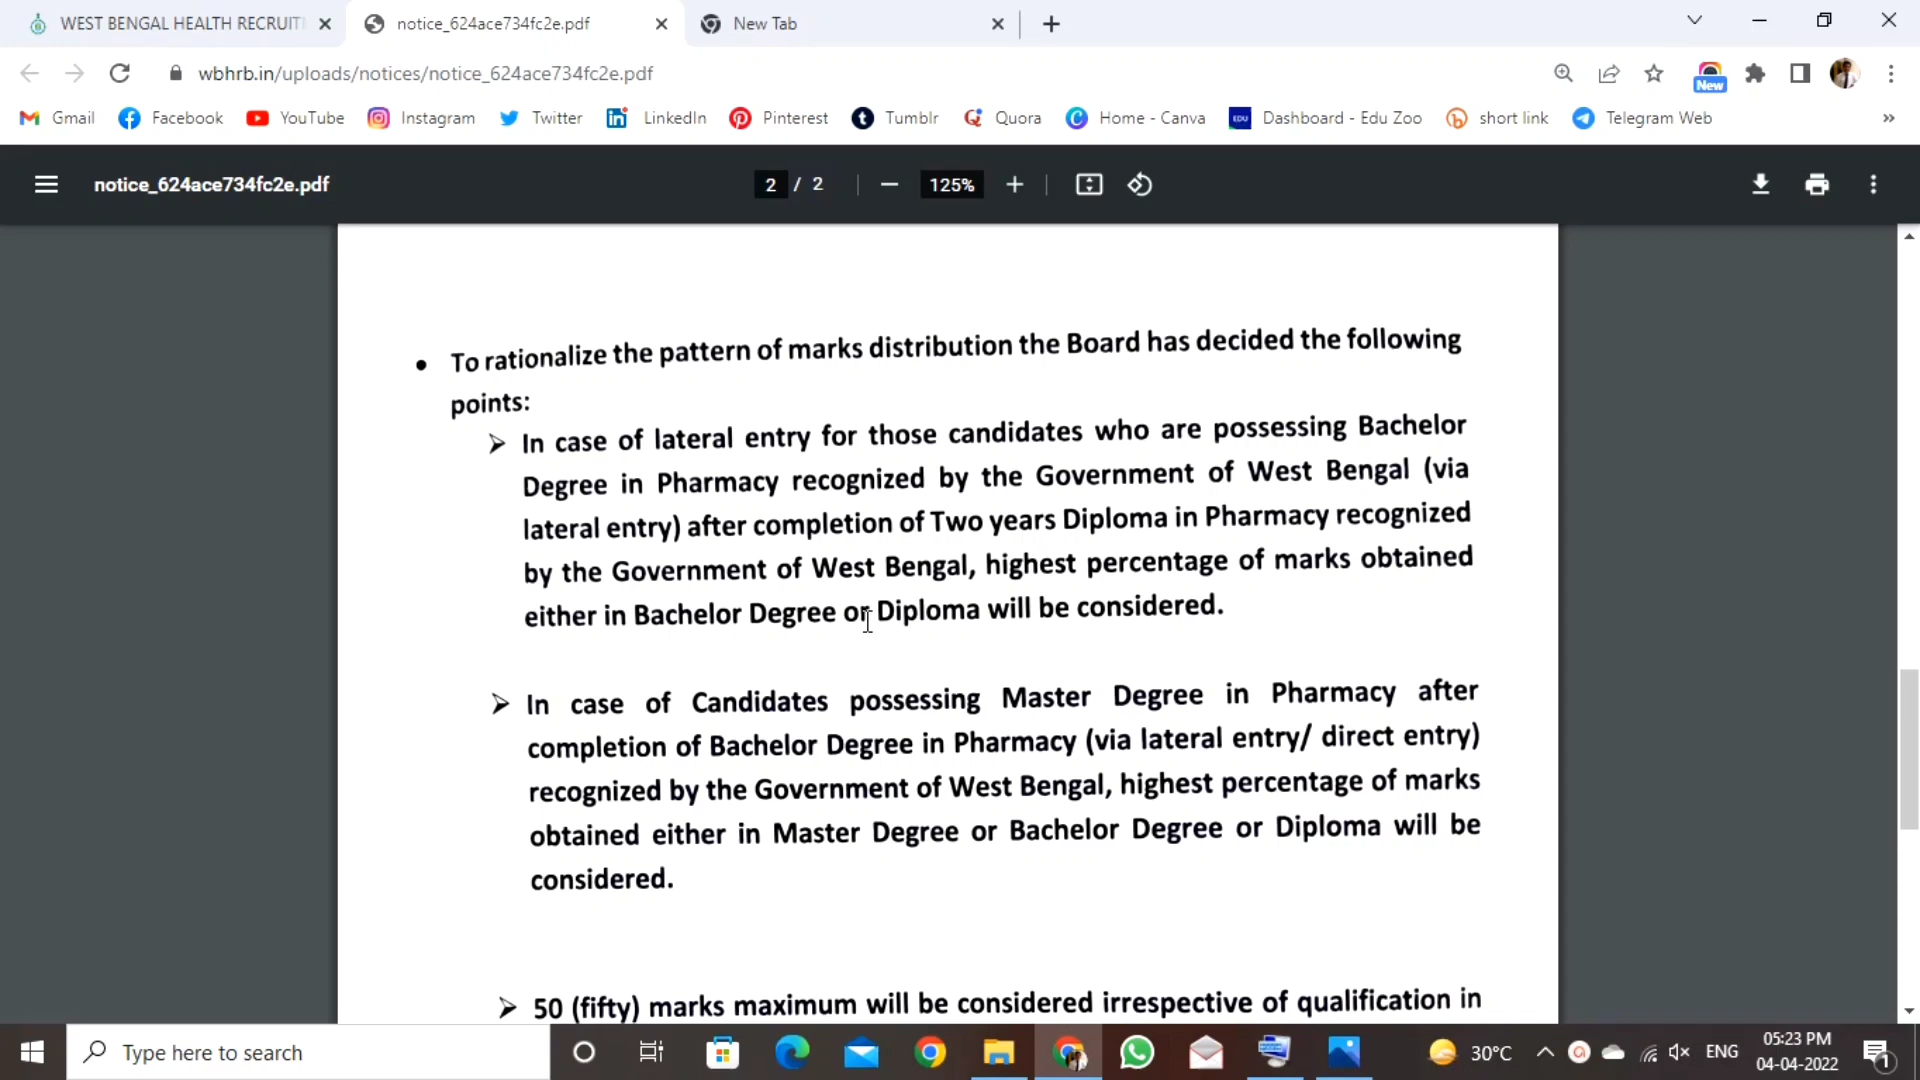 WEST BENGAL HEALTH RECRUIT
notice_624ace734fc2e.pdf
New Tab
wbhrb.in/uploads/notices/notice_624ace734fc2e.pdf
New
Gmail
Facebook
YouTube
Instagram
Twitter
LinkedIn
Pinterest
Tumblr
Quora
Home - Canva
EDU
Dashboard - Edu Zoo
short link
Telegram Web
»
notice_624ace734fc2e.pdf
2 / 2
125%
• To rationalize the pattern of marks distribution the Board has decided the following
points:
➢ In case of lateral entry for those candidates who are possessing Bachelor
Degree in Pharmacy recognized by the Government of West Bengal (via
lateral entry) after completion of Two years Diploma in Pharmacy recognized
by the Government of West Bengal, highest percentage of marks obtained
either in Bachelor Degree or Diploma will be considered.
➢ In case of Candidates possessing Master Degree in Pharmacy after
completion of Bachelor Degree in Pharmacy (via lateral entry/ direct entry)
recognized by the Government of West Bengal, highest percentage of marks
obtained either in Master Degree or Bachelor Degree or Diploma will be
considered.
➢ 50 (fifty) marks maximum will be considered irrespective of qualification in
Type here to search
30°C
ENG
05:23 PM
04-04-2022
1